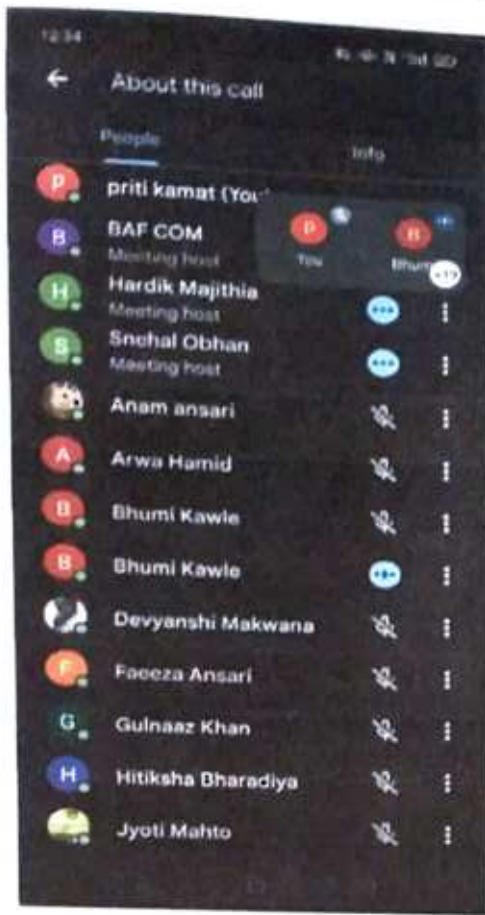 12:34
About this call
People
Info
P
priti kamat (You
B
BAF COM
Meeting host
P
You
B
Bhum
+19
H
Hardik Majithia
Meeting host
S
Snehal Obhan
Meeting host
Anam ansari
A
Arwa Hamid
B
Bhumi Kawle
B
Bhumi Kawle
Devyanshi Makwana
F
Faeeza Ansari
G
Gulnaaz Khan
H
Hitiksha Bharadiya
Jyoti Mahto